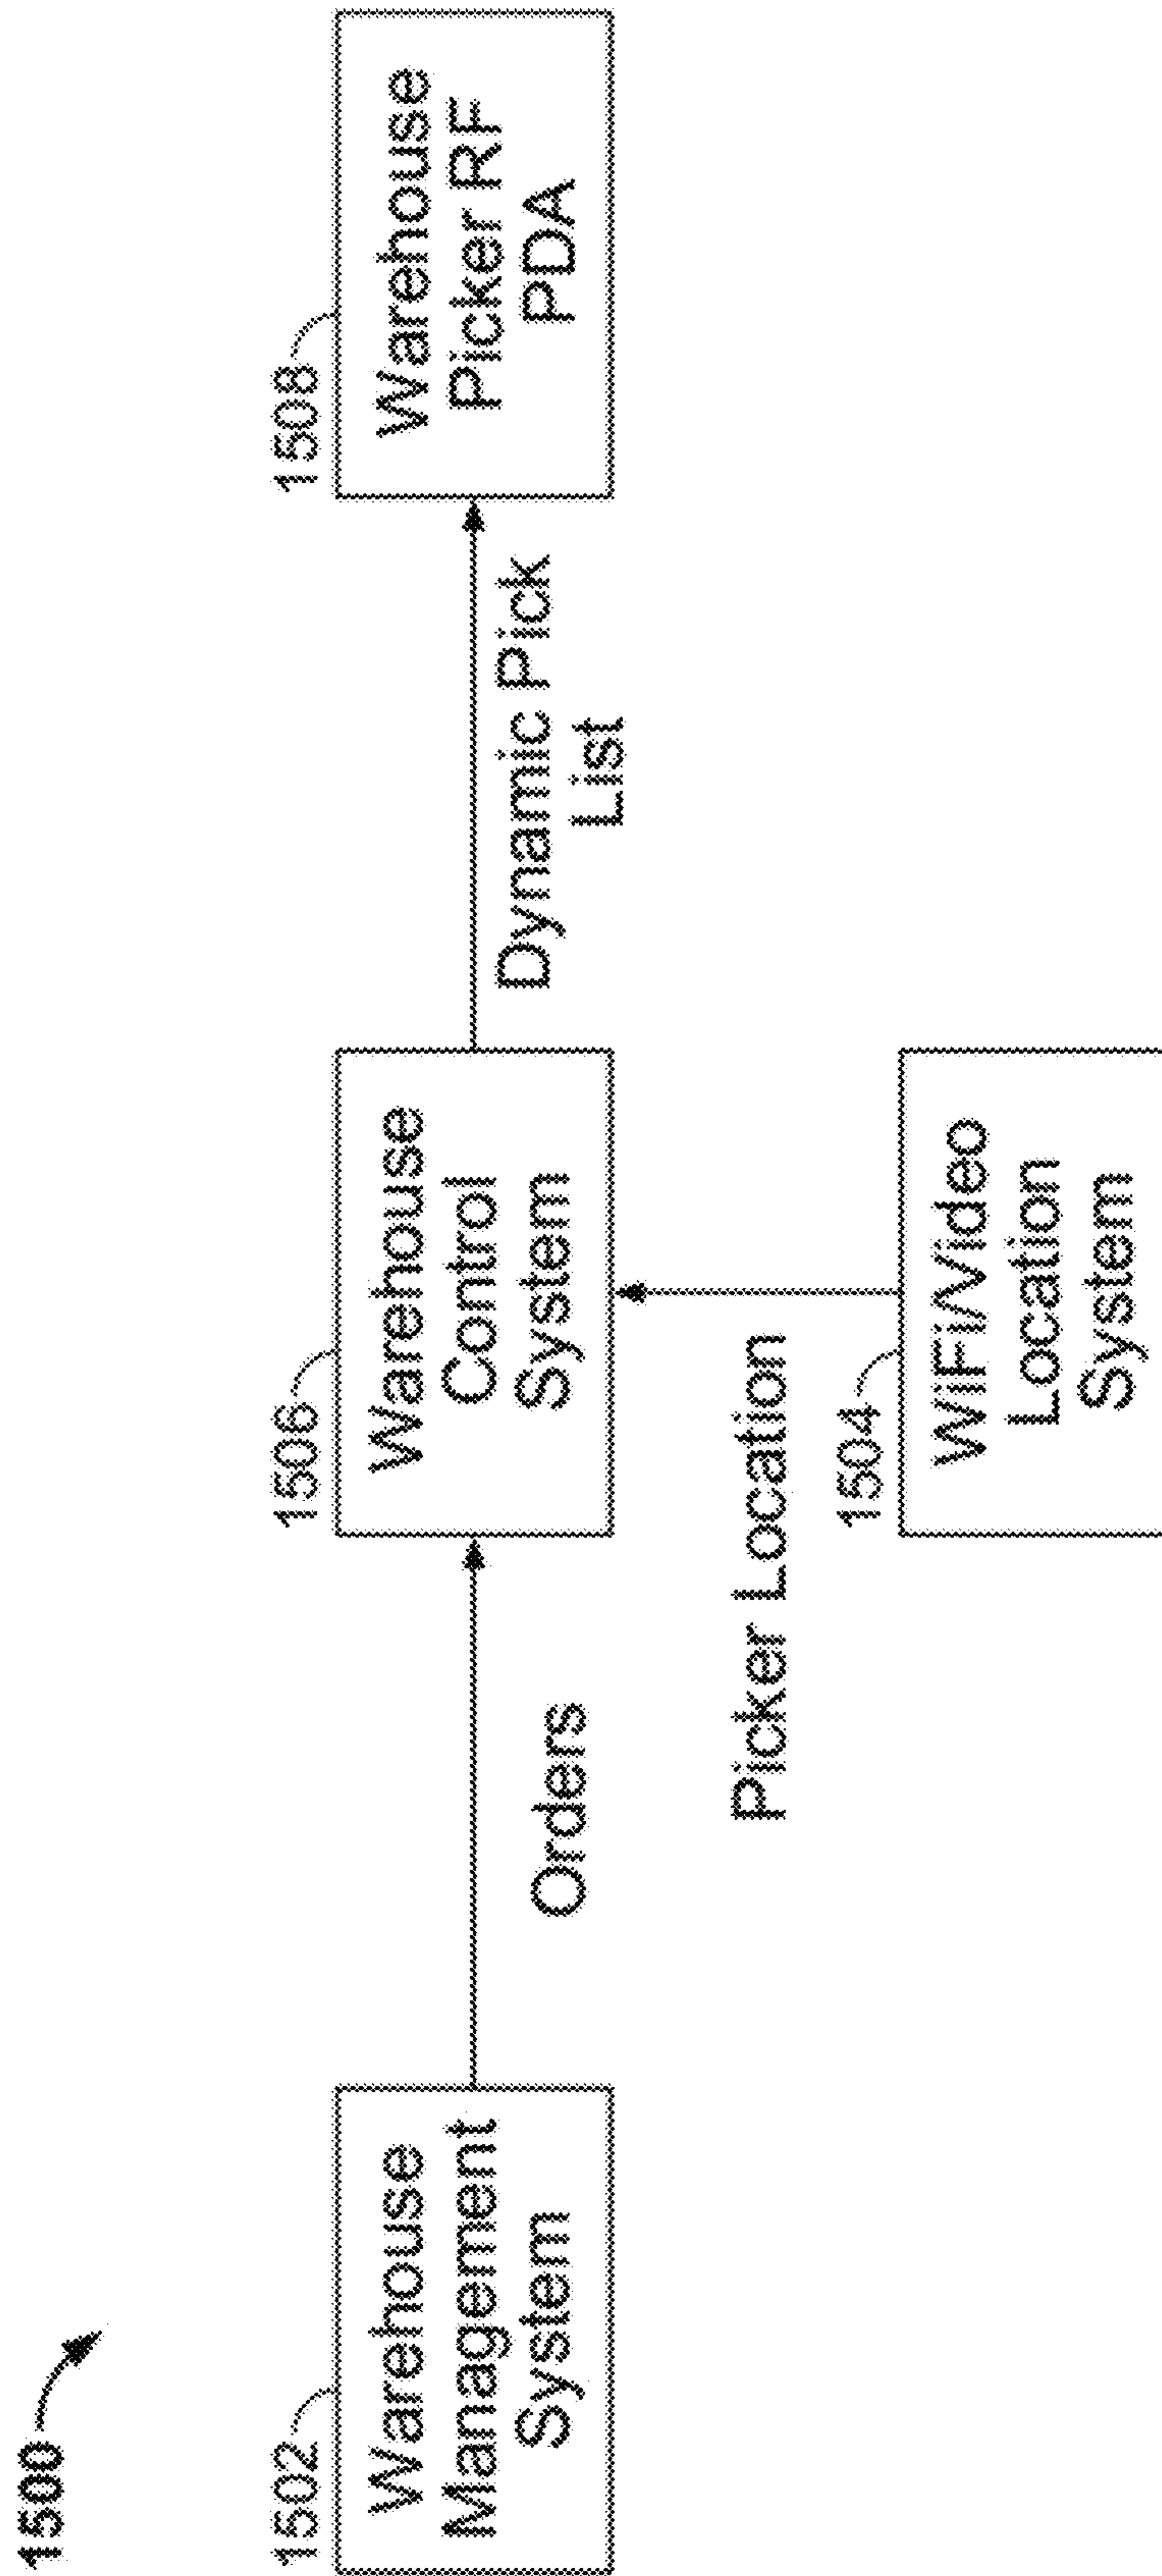 1500
1502
Warehouse
Management
System
Orders
1506
Warehouse
Control
System
Dynamic Pick
List
1508
Warehouse
Picker RF
PDA
Picker Location
1504
WiFi/Video
Location
System